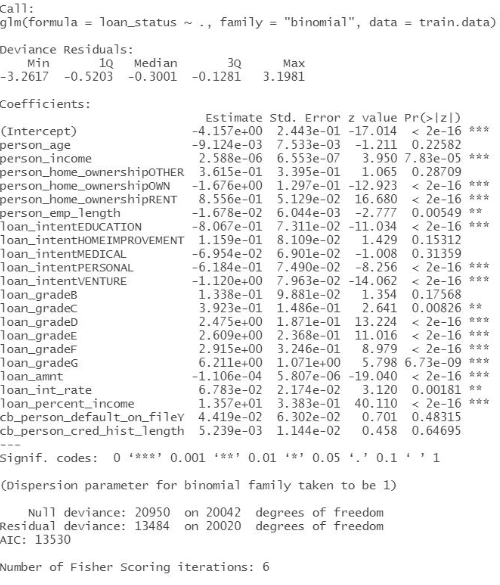 Call:
glm(formula = loan_status ~ ., family = "binomial", data = train.data)
Deviance Residuals:
Min 1Q Median 3Q Max
-3.2617 -0.5203 -0.3001 -0.1281 3.1981
Coefficients:
Estimate Std. Error z value Pr(>|z|)
(Intercept) -4.157e+00 2.443e-01 -17.014 < 2e-16 ***
person_age -9.124e-03 7.533e-03 -1.211 0.22582
person_income 2.588e-06 6.553e-07 3.950 7.83e-05 ***
person_home_ownershipOTHER 3.615e-01 3.395e-01 1.065 0.28709
person_home_ownershipOWN -1.676e+00 1.297e-01 -12.923 < 2e-16 ***
person_home_ownershipRENT 8.556e-01 5.129e-02 16.680 < 2e-16 ***
person_emp_length -1.678e-02 6.044e-03 -2.777 0.00549 **
loan_intentEDUCATION -8.067e-01 7.311e-02 -11.034 < 2e-16 ***
loan_intentHOMEIMPROVEMENT 1.159e-01 8.109e-02 1.429 0.15312
loan_intentMEDICAL -6.954e-02 6.901e-02 -1.008 0.31359
loan_intentPERSONAL -6.184e-01 7.490e-02 -8.256 < 2e-16 ***
loan_intentVENTURE -1.120e+00 7.963e-02 -14.062 < 2e-16 ***
loan_gradeB 1.338e-01 9.881e-02 1.354 0.17568
loan_gradeC 3.923e-01 1.486e-01 2.641 0.00826 **
loan_gradeD 2.475e+00 1.871e-01 13.224 < 2e-16 ***
loan_gradeE 2.609e+00 2.368e-01 11.016 < 2e-16 ***
loan_gradeF 2.915e+00 3.246e-01 8.979 < 2e-16 ***
loan_gradeG 6.211e+00 1.071e+00 5.798 6.73e-09 ***
loan_amnt -1.106e-04 5.807e-06 -19.040 < 2e-16 ***
loan_int_rate 6.783e-02 2.174e-02 3.120 0.00181 **
loan_percent_income 1.357e+01 3.383e-01 40.110 < 2e-16 ***
cb_person_default_on_fileY 4.419e-02 6.302e-02 0.701 0.48315
cb_person_cred_hist_length 5.239e-03 1.144e-02 0.458 0.64695
---
Signif. codes: 0 ‘***’ 0.001 ‘**’ 0.01 ‘*’ 0.05 ‘.’ 0.1 ‘ ’ 1
(Dispersion parameter for binomial family taken to be 1)
Null deviance: 20950 on 20042 degrees of freedom
Residual deviance: 13484 on 20020 degrees of freedom
AIC: 13530
Number of Fisher Scoring iterations: 6